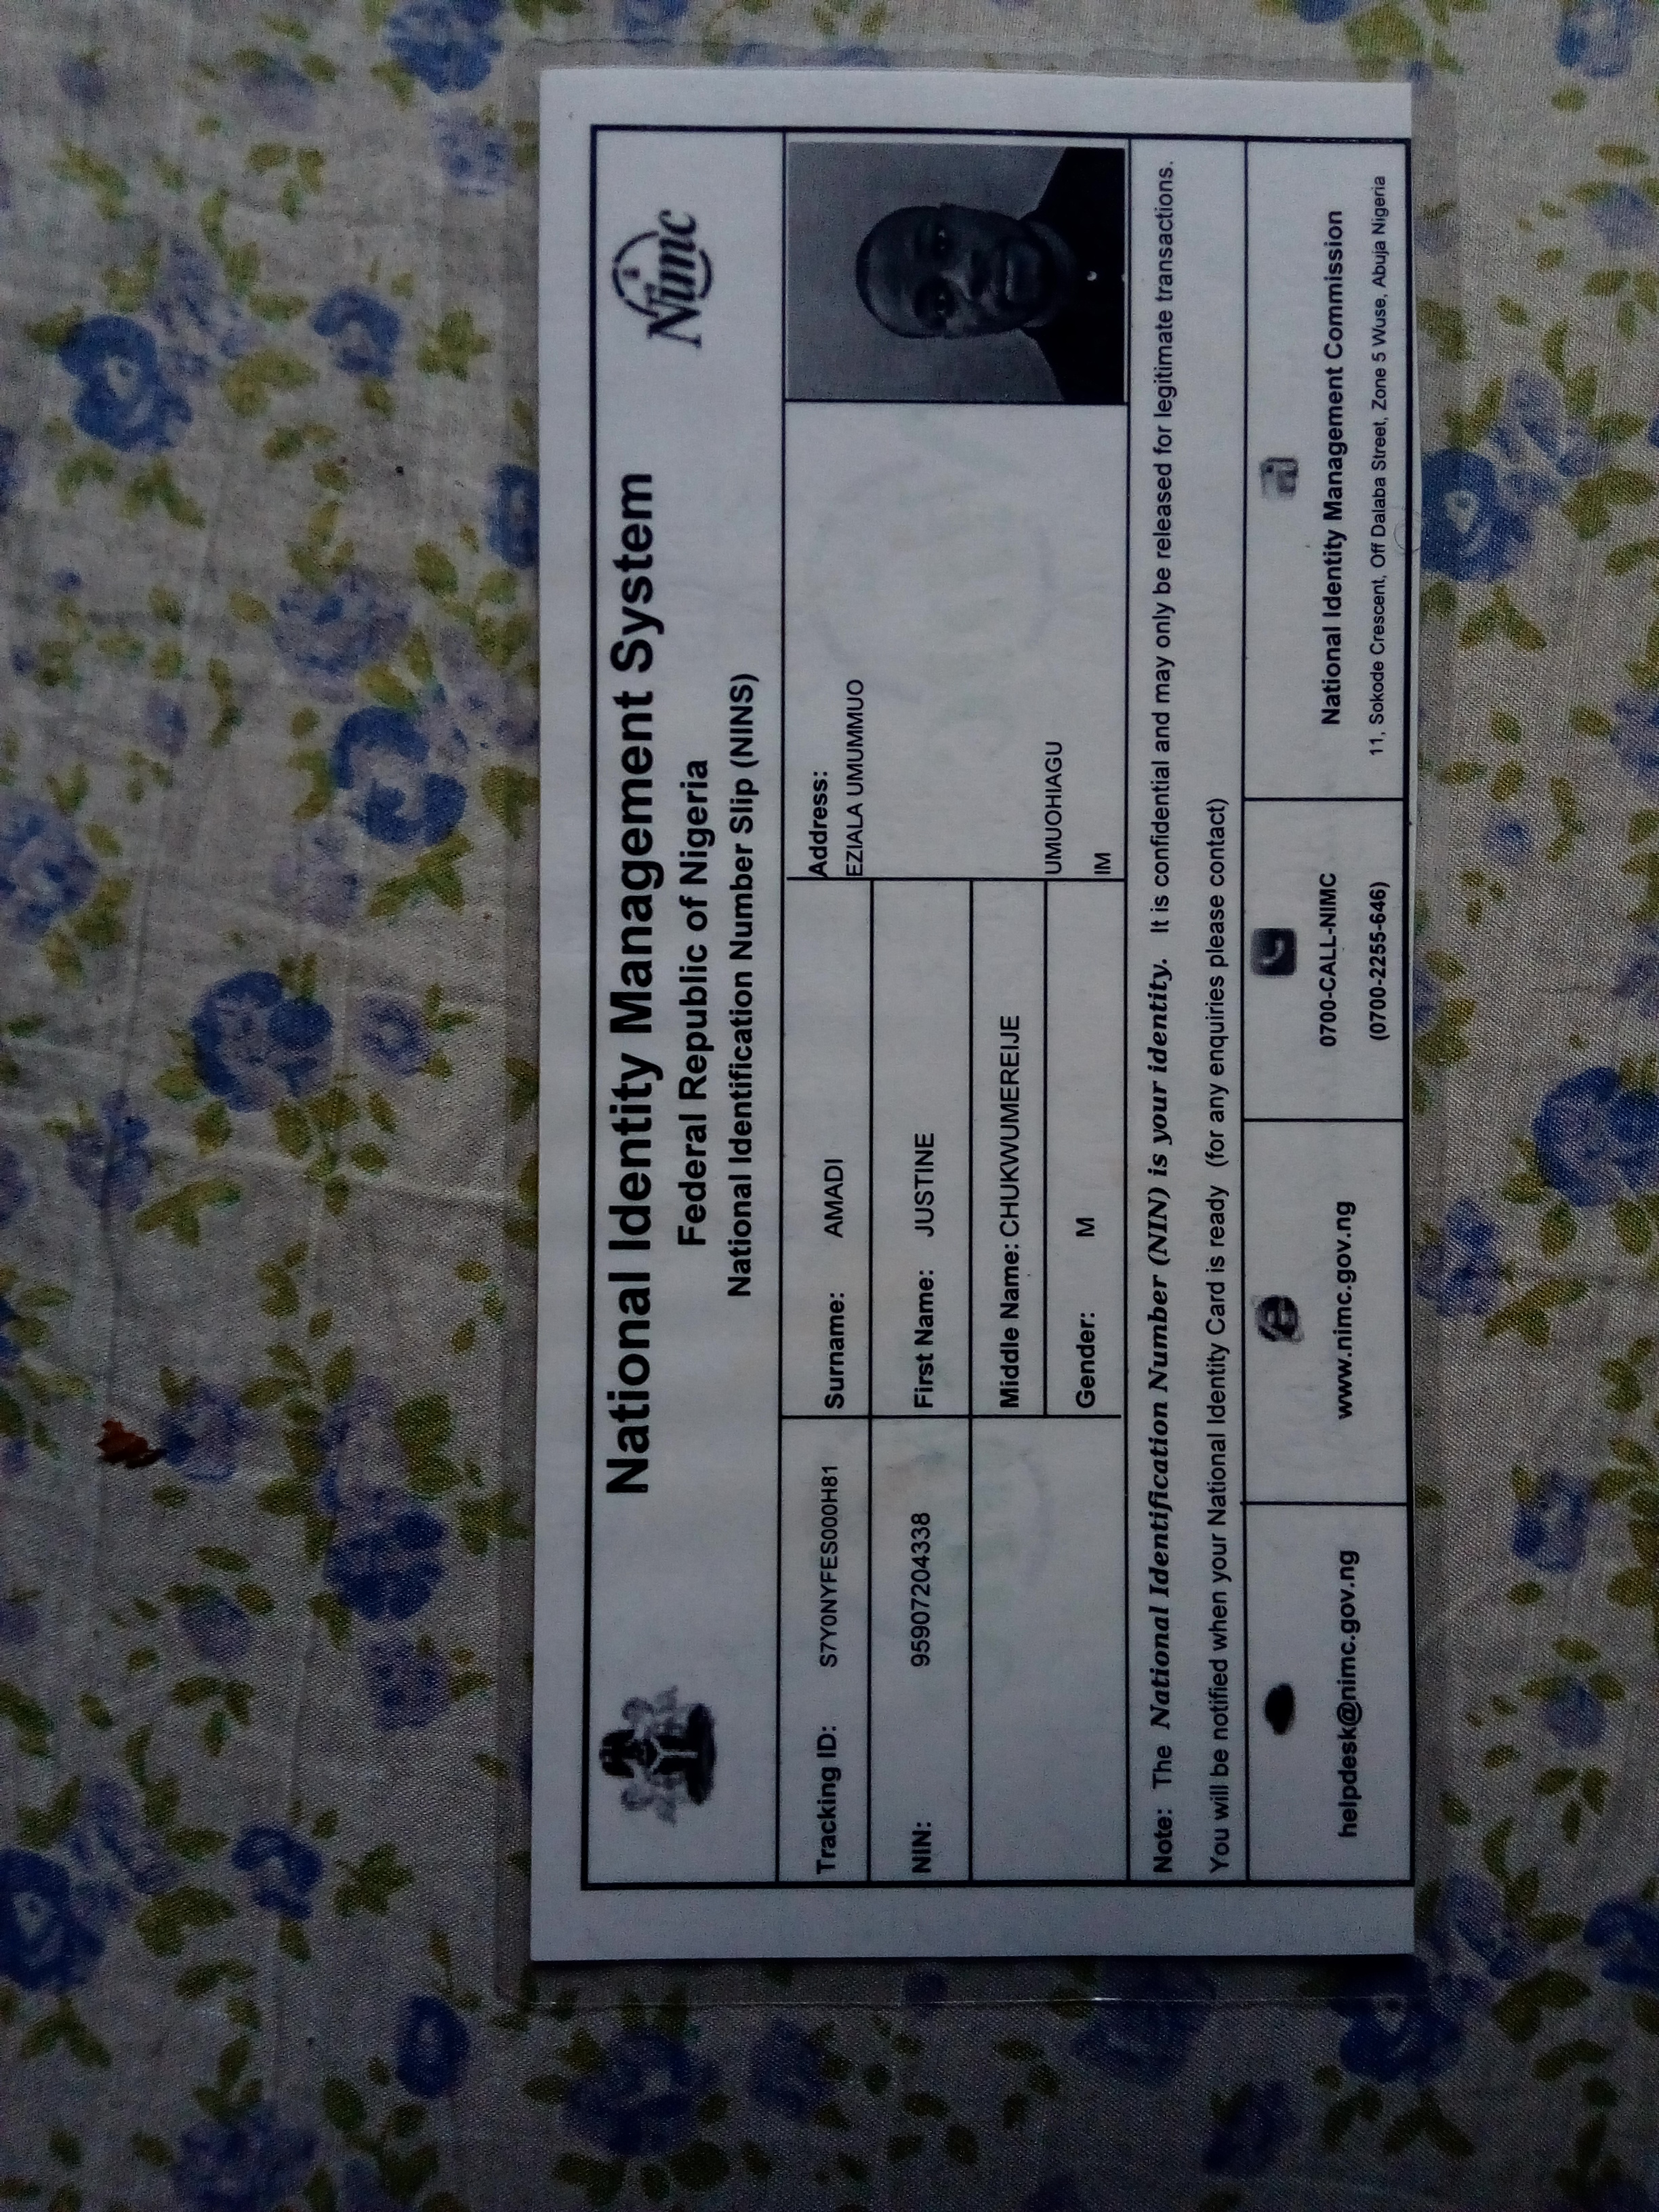 National Identity Management System
Federal Republic of Nigeria
National Identification Number Slip (NINS)
Nimc
Tracking ID: S7Y0NYFES000H81
Surname: AMADI
Address:
EZIALA UMUMMUO
NIN: 95907204338
First Name: JUSTINE
Middle Name: CHUKWUMEREIJE
UMUOHIAGU
Gender: M
IM
Note: The National Identification Number (NIN) is your identity. It is confidential and may only be released for legitimate transactions.
You will be notified when your National Identity Card is ready (for any enquiries please contact)
helpdesk@nimc.gov.ng
www.nimc.gov.ng
0700-CALL-NIMC
(0700-2255-646)
National Identity Management Commission
11, Sokode Crescent, Off Dalaba Street, Zone 5 Wuse, Abuja Nigeria